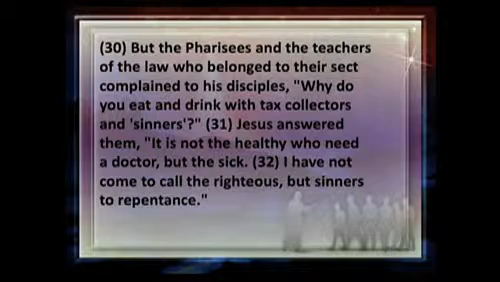 (30) But the Pharisees and the teachers
of the law who belonged to their sect
complained to his disciples, "Why do
you eat and drink with tax collectors
and 'sinners'?" (31) Jesus answered
them, "It is not the healthy who need
a doctor, but the sick. (32) I have not
come to call the righteous, but sinners
to repentance."